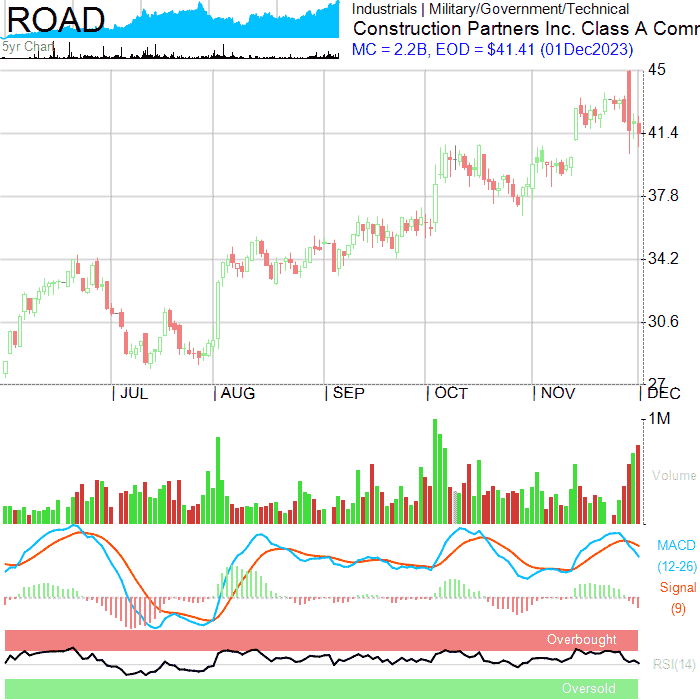 ROAD
5yr Chart
Industrials | Military/Government/Technical
Construction Partners Inc. Class A Comm
MC = 2.2B, EOD = $41.41 (01Dec2023)
45
41.4
37.8
34.2
30.6
27
JUL AUG SEP OCT NOV DEC
1M
Volume
MACD
(12-26)
Signal
(9)
Overbought
RSI(14)
Oversold